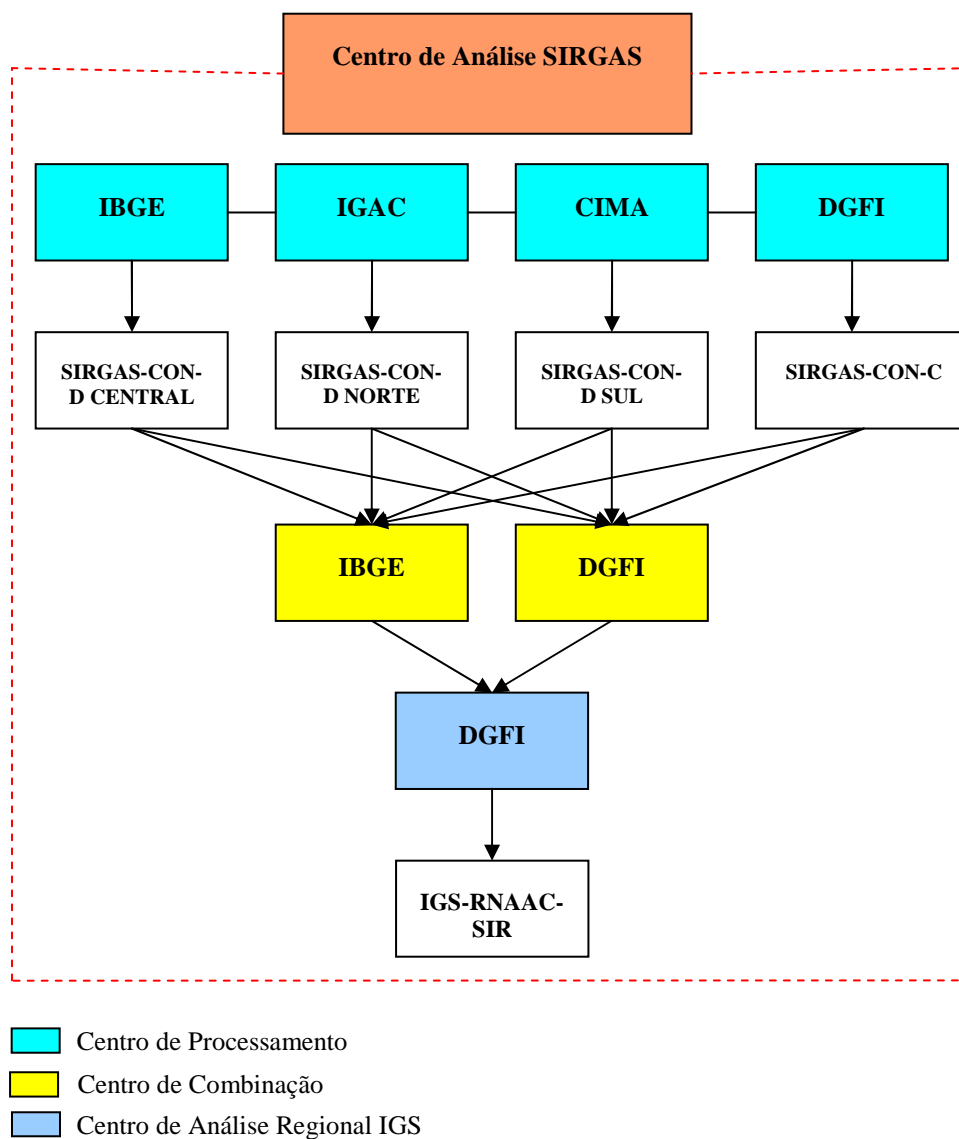 Centro de Análise SIRGAS
IBGE
IGAC
CIMA
DGFI
SIRGAS-CON-
D CENTRAL
SIRGAS-CON-
D NORTE
SIRGAS-CON-
D SUL
SIRGAS-CON-C
IBGE
DGFI
DGFI
IGS-RNAAC-
SIR
Centro de Processamento
Centro de Combinação
Centro de Análise Regional IGS